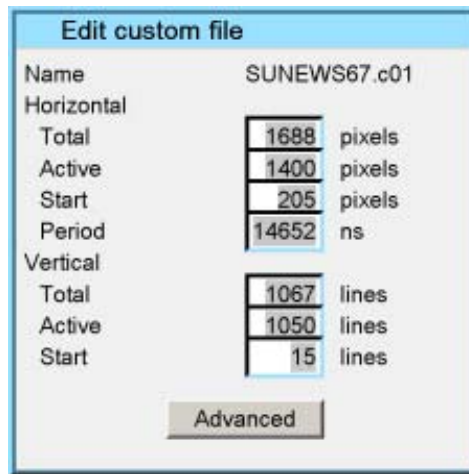 Edit custom file
Name SUNEWS67.c01
Horizontal
Total 1688 pixels
Active 1400 pixels
Start 205 pixels
Period 14652 ns
Vertical
Total 1067 lines
Active 1050 lines
Start 15 lines
Advanced